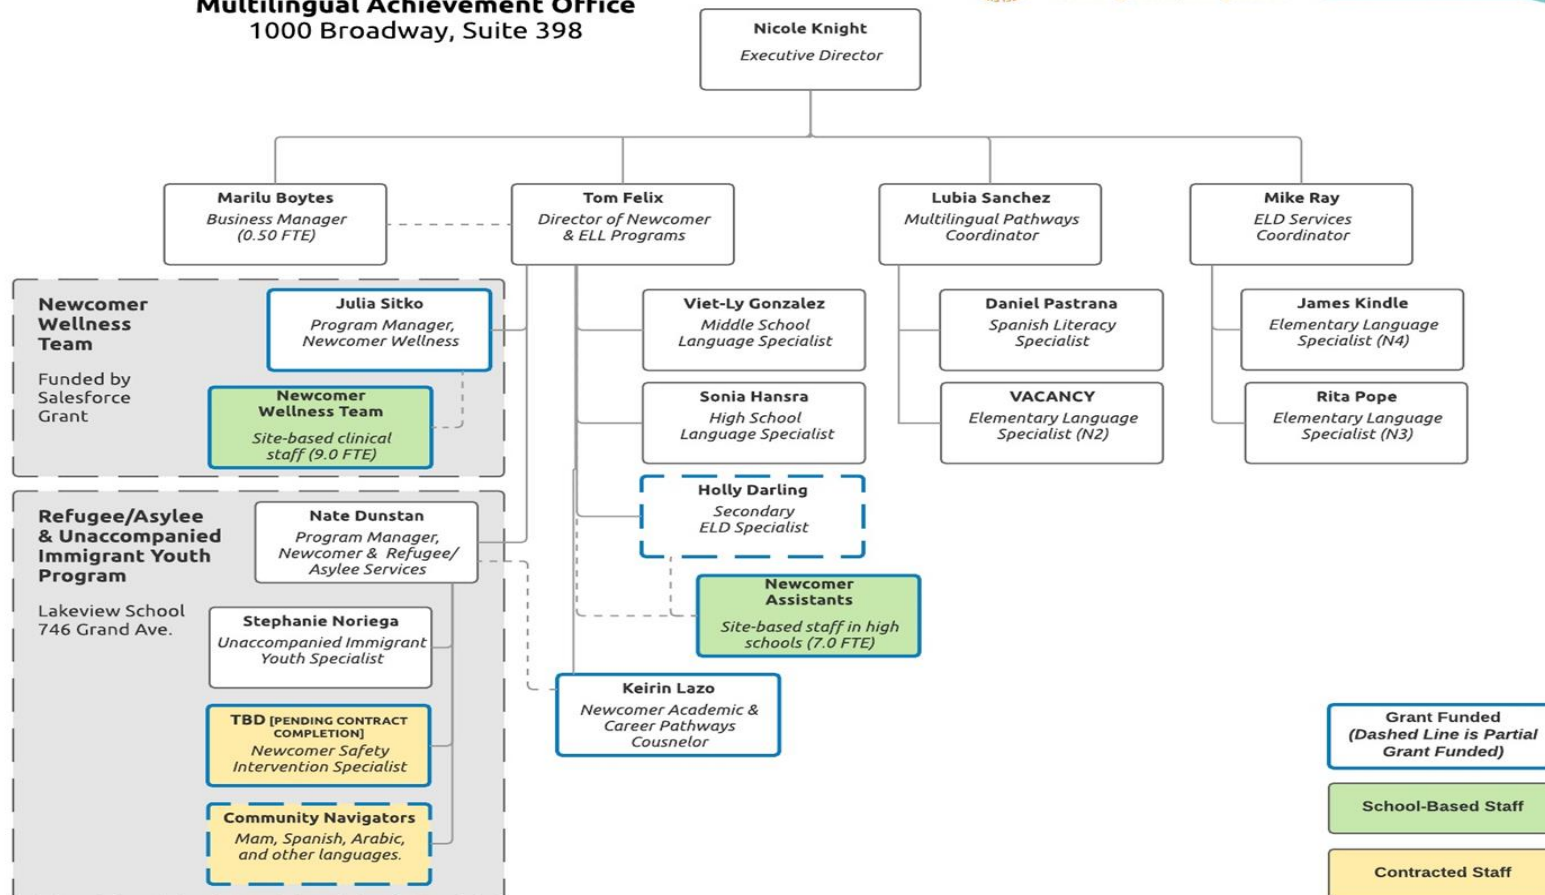 Multilingual Achievement Office
1000 Broadway, Suite 398
Nicole Knight
Executive Director
Marilu Boytes
Business Manager
(0.50 FTE)
Tom Felix
Director of Newcomer
& ELL Programs
Lubia Sanchez
Multilingual Pathways
Coordinator
Mike Ray
ELD Services
Coordinator
Newcomer
Wellness
Team
Funded by
Salesforce
Grant
Julia Sitko
Program Manager,
Newcomer Wellness
Newcomer
Wellness Team
Site-based clinical
staff (9.0 FTE)
Viet-Ly Gonzalez
Middle School
Language Specialist
Daniel Pastrana
Spanish Literacy
Specialist
James Kindle
Elementary Language
Specialist (N4)
Sonia Hansra
High School
Language Specialist
VACANCY
Elementary Language
Specialist (N2)
Rita Pope
Elementary Language
Specialist (N3)
Holly Darling
Secondary
ELD Specialist
Newcomer
Assistants
Site-based staff in high
schools (7.0 FTE)
Refugee/Asylee
& Unaccompanied
Immigrant Youth
Program
Lakeview School
746 Grand Ave.
Nate Dunstan
Program Manager,
Newcomer & Refugee/
Asylee Services
Stephanie Noriega
Unaccompanied Immigrant
Youth Specialist
TBD [PENDING CONTRACT
COMPLETION]
Newcomer Safety
Intervention Specialist
Community Navigators
Mam, Spanish, Arabic,
and other languages.
Keirin Lazo
Newcomer Academic &
Career Pathways
Cousnelor
Grant Funded
(Dashed Line is Partial
Grant Funded)
School-Based Staff
Contracted Staff